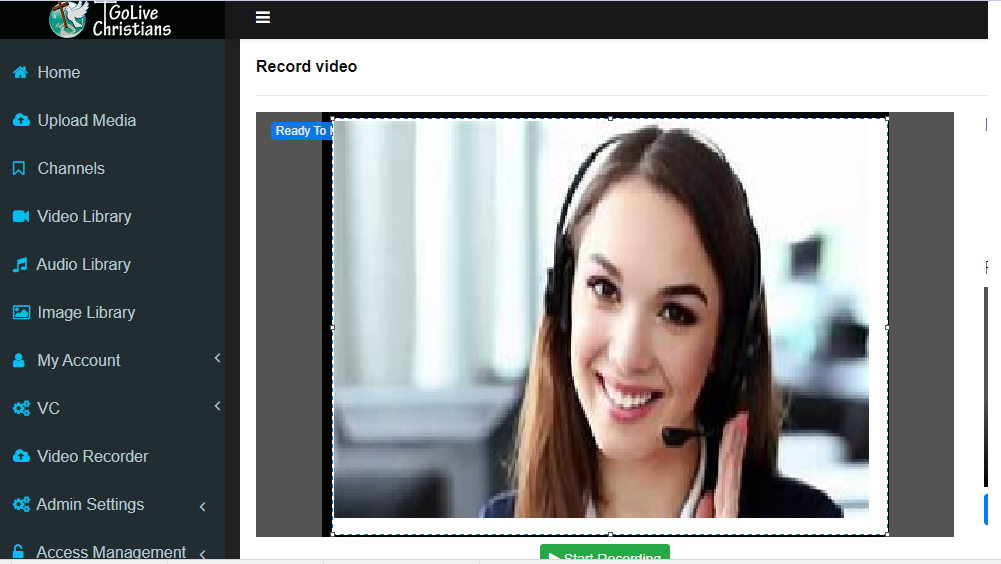 GoLive
Christians
Home
Upload Media
Channels
Video Library
Audio Library
Image Library
My Account
VC
Video Recorder
Admin Settings
Access Management
Record video
Ready To
Start Recording